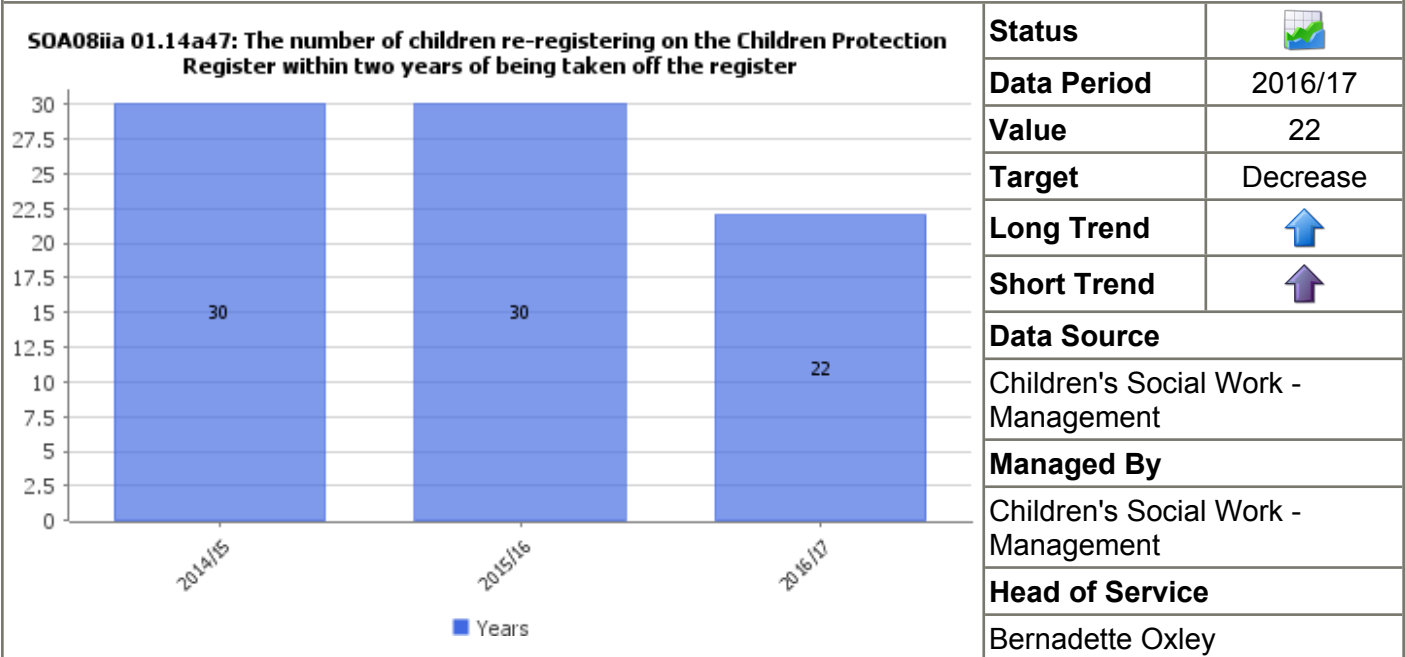 SOA08iia 01.14a47: The number of children re-registering on the Children Protection
Register within two years of being taken off the register
30
27.5
25
22.5
20
17.5
15
12.5
10
7.5
5
2.5
0
30
30
22
2014/15
2015/16
2016/17
Years
Status
Data Period 2016/17
Value 22
Target Decrease
Long Trend
Short Trend
Data Source
Children's Social Work -
Management
Managed By
Children's Social Work -
Management
Head of Service
Bernadette Oxley